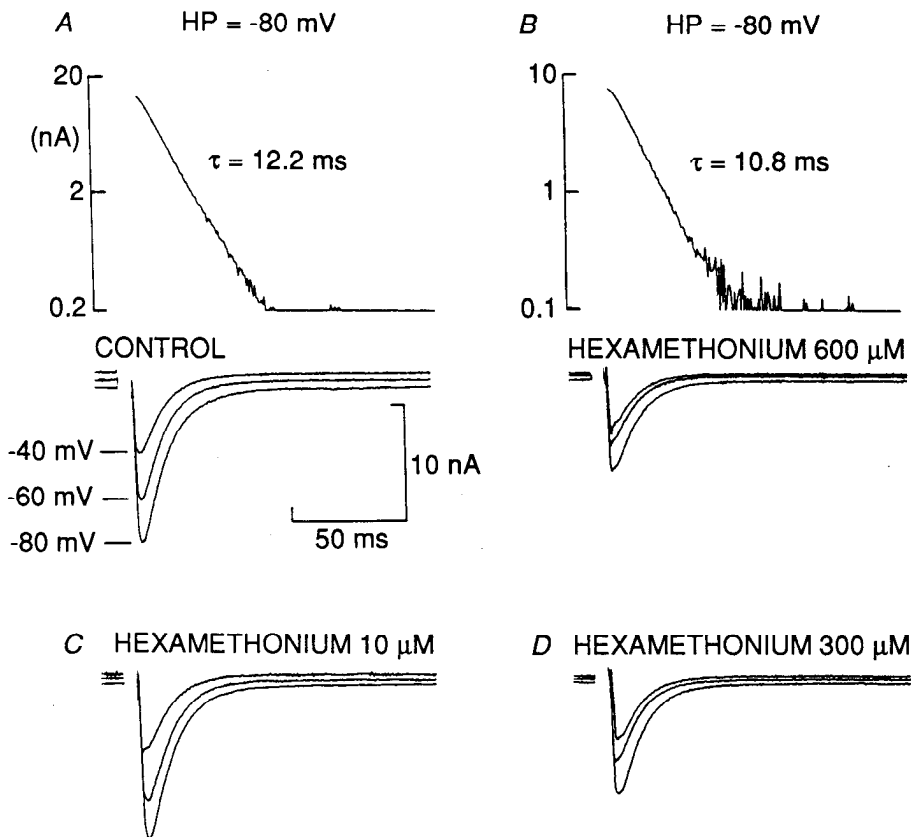 A HP = -80 mV
20
(nA)
2
0.2
τ = 12.2 ms
B HP = -80 mV
10
1
0.1
τ = 10.8 ms
CONTROL
-40 mV
-60 mV
-80 mV
10 nA
50 ms
HEXAMETHONIUM 600 µM
C HEXAMETHONIUM 10 µM
D HEXAMETHONIUM 300 µM